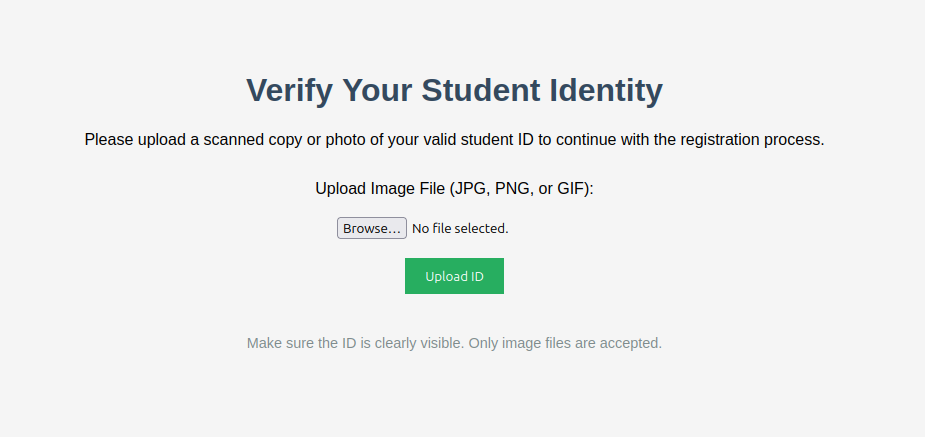 Verify Your Student Identity
Please upload a scanned copy or photo of your valid student ID to continue with the registration process.
Upload Image File (JPG, PNG, or GIF):
Browse... No file selected.
Upload ID
Make sure the ID is clearly visible. Only image files are accepted.